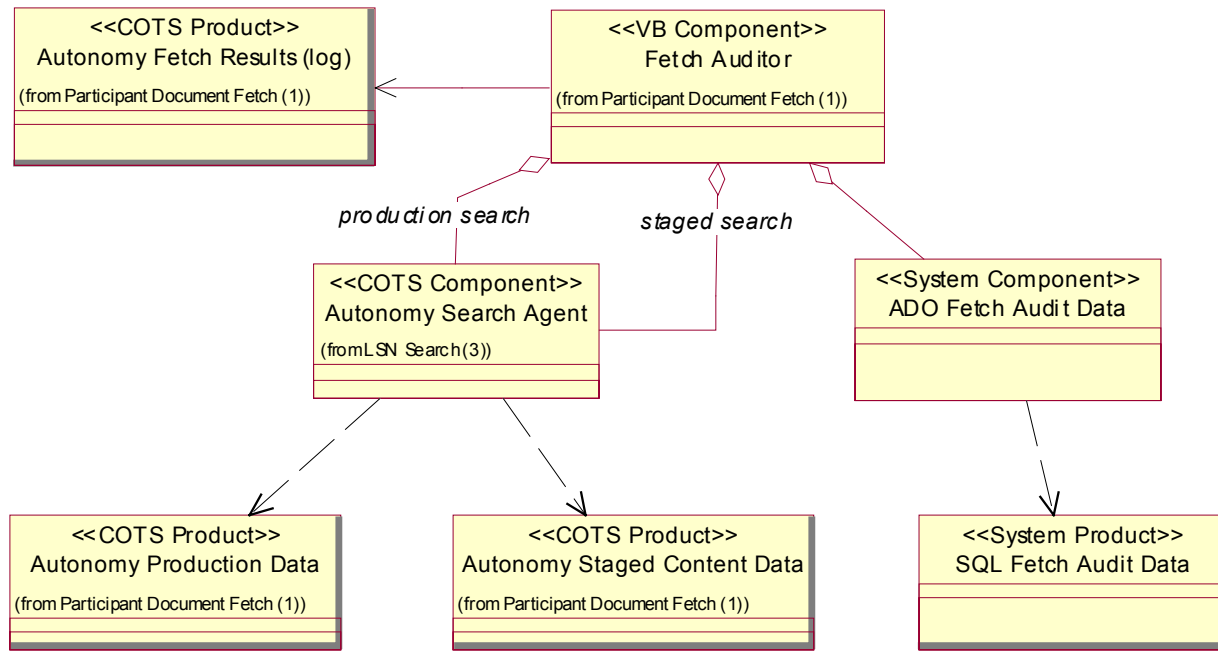 <<COTS Product>>
Autonomy Fetch Results (log)
(from Participant Document Fetch (1))
<<VB Component>>
Fetch Auditor
(from Participant Document Fetch (1))
production search
staged search
<<COTS Component>>
Autonomy Search Agent
(from LSN Search (3))
<<System Component>>
ADO Fetch Audit Data
<<COTS Product>>
Autonomy Production Data
(from Participant Document Fetch (1))
<<COTS Product>>
Autonomy Staged Content Data
(from Participant Document Fetch (1))
<<System Product>>
SQL Fetch Audit Data